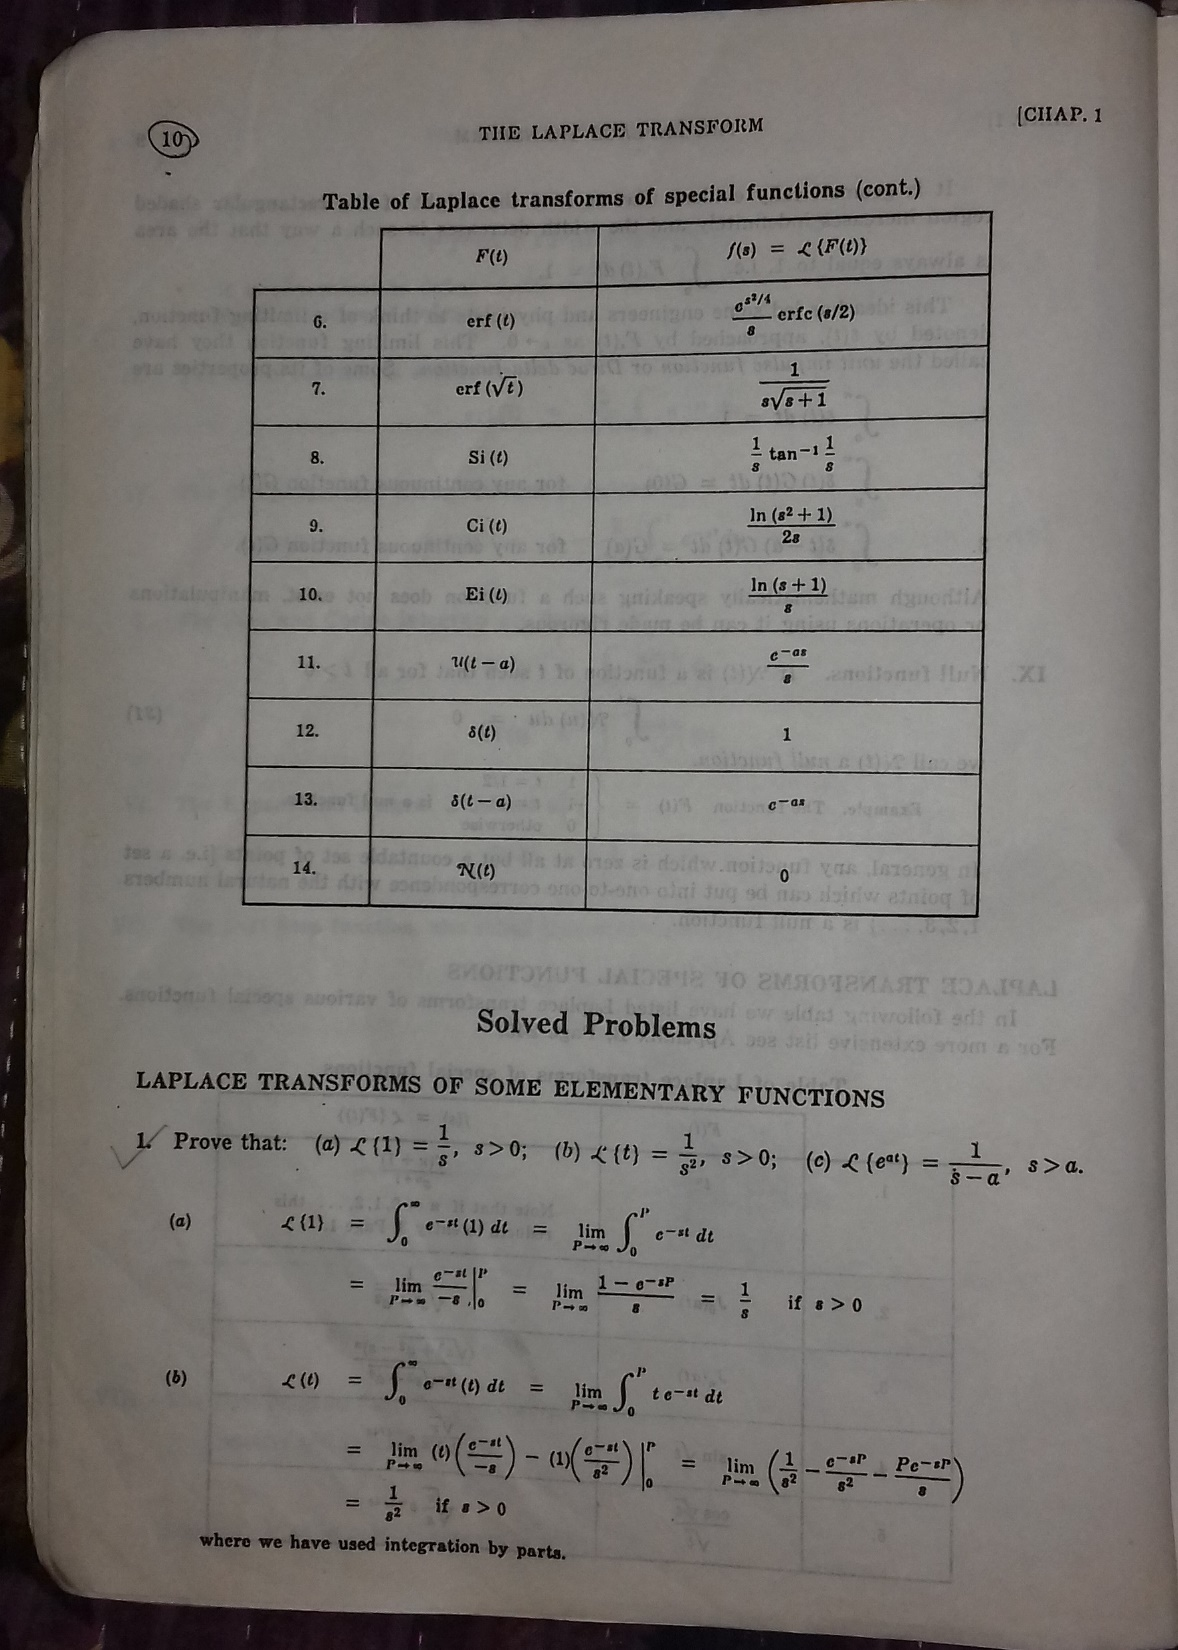 10
THE LAPLACE TRANSFORM
[CHAP. 1
Table of Laplace transforms of special functions (cont.)
F(t) f(s) = ℒ{F(t)}
6. erf (t) e^{s²/4}/s erfc (s/2)
7. erf (√t) 1/(s√(s + 1))
8. Si (t) 1/s tan⁻¹ 1/s
9. Ci (t) ln (s² + 1)/2s
10. Ei (t) ln (s + 1)/s
11. 𝒰(t − a) e^{−as}/s
12. δ(t) 1
13. δ(t − a) e^{−as}
14. 𝒩(t) 0
Solved Problems
LAPLACE TRANSFORMS OF SOME ELEMENTARY FUNCTIONS
1. Prove that: (a) ℒ{1} = 1/s, s > 0; (b) ℒ{t} = 1/s², s > 0; (c) ℒ{e^{at}} = 1/(s − a), s > a.
(a) ℒ{1} = ∫₀^∞ e^{−st} (1) dt = lim_{P→∞} ∫₀^P e^{−st} dt
= lim_{P→∞} e^{−st}/−s |₀^P = lim_{P→∞} (1 − e^{−sP})/s = 1/s if s > 0
(b) ℒ(t) = ∫₀^∞ e^{−st} (t) dt = lim_{P→∞} ∫₀^P t e^{−st} dt
= lim_{P→∞} (t)(e^{−st}/−s) − (1)(e^{−st}/s²) |₀^P = lim_{P→∞} (1/s² − e^{−sP}/s² − Pe^{−sP}/s)
= 1/s² if s > 0
where we have used integration by parts.